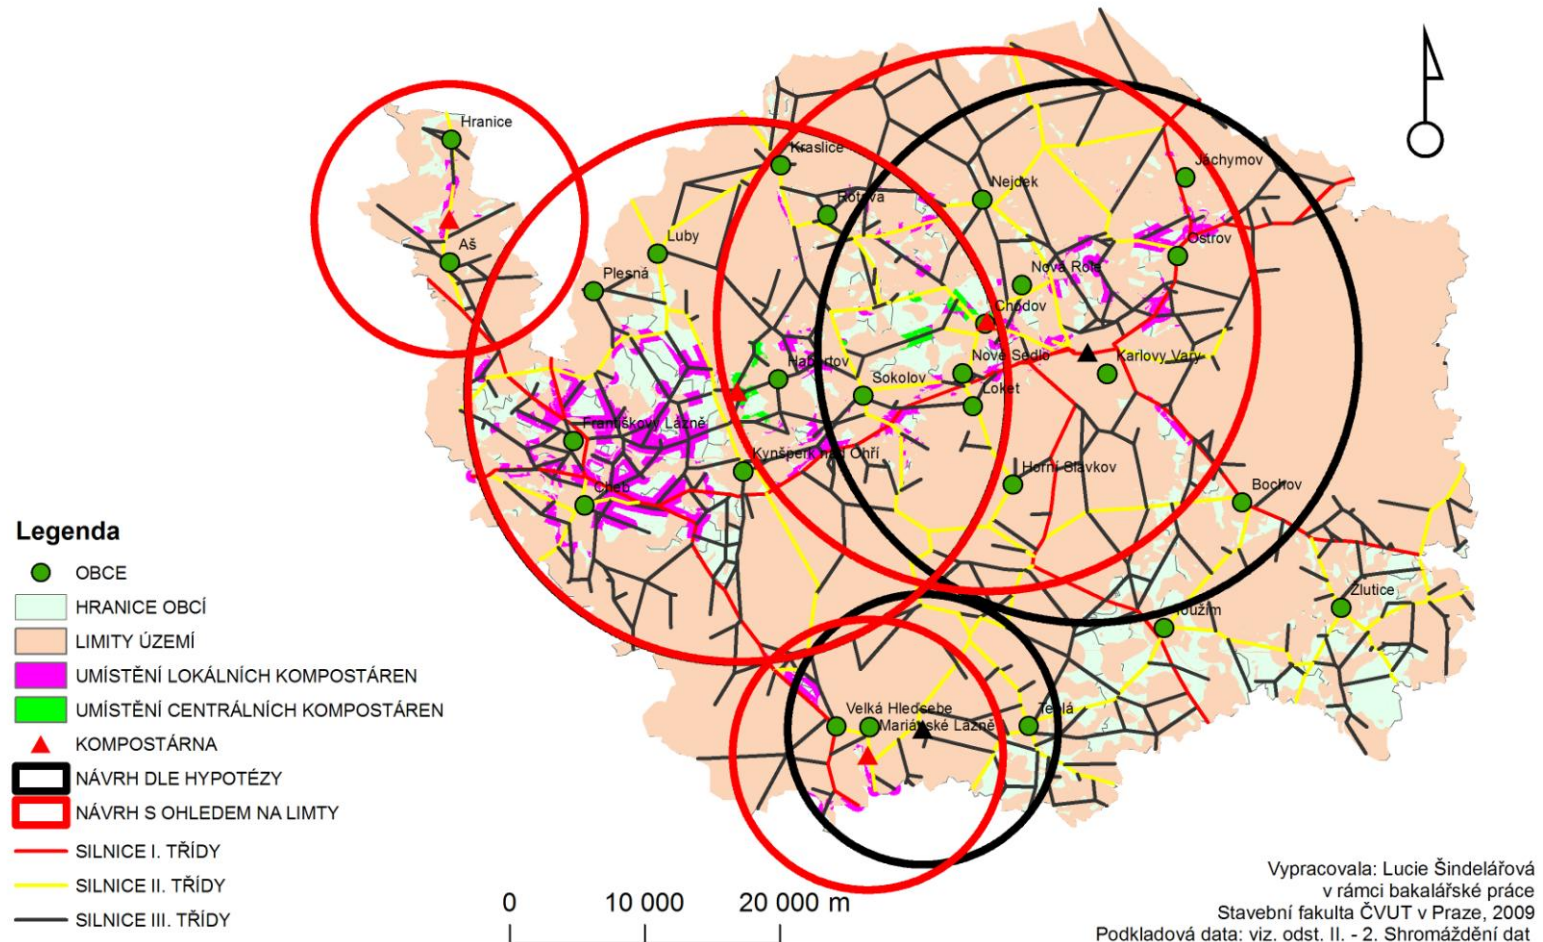 Hranice
Kraslice
Jáchymov
Nejdek
Rotava
Aš
Luby
Ostrov
Plesná
Nová Role
Chodov
Habartov
Nové Sedlo
Karlovy Vary
Sokolov
Loket
Františkovy Lázně
Kynšperk nad Ohří
Horní Slavkov
Cheb
Bochov
Žlutice
Toužim
Velká Hleďsebe
Teplá
Mariánské Lázně
Legenda
OBCE
HRANICE OBCÍ
LIMITY ÚZEMÍ
UMÍSTĚNÍ LOKÁLNÍCH KOMPOSTÁREN
UMÍSTĚNÍ CENTRÁLNÍCH KOMPOSTÁREN
KOMPOSTÁRNA
NÁVRH DLE HYPOTÉZY
NÁVRH S OHLEDEM NA LIMTY
SILNICE I. TŘÍDY
SILNICE II. TŘÍDY
SILNICE III. TŘÍDY
0 10 000 20 000 m
Vypracovala: Lucie Šindelářová
v rámci bakalářské práce
Stavební fakulta ČVUT v Praze, 2009
Podkladová data: viz. odst. II. - 2. Shromáždění dat